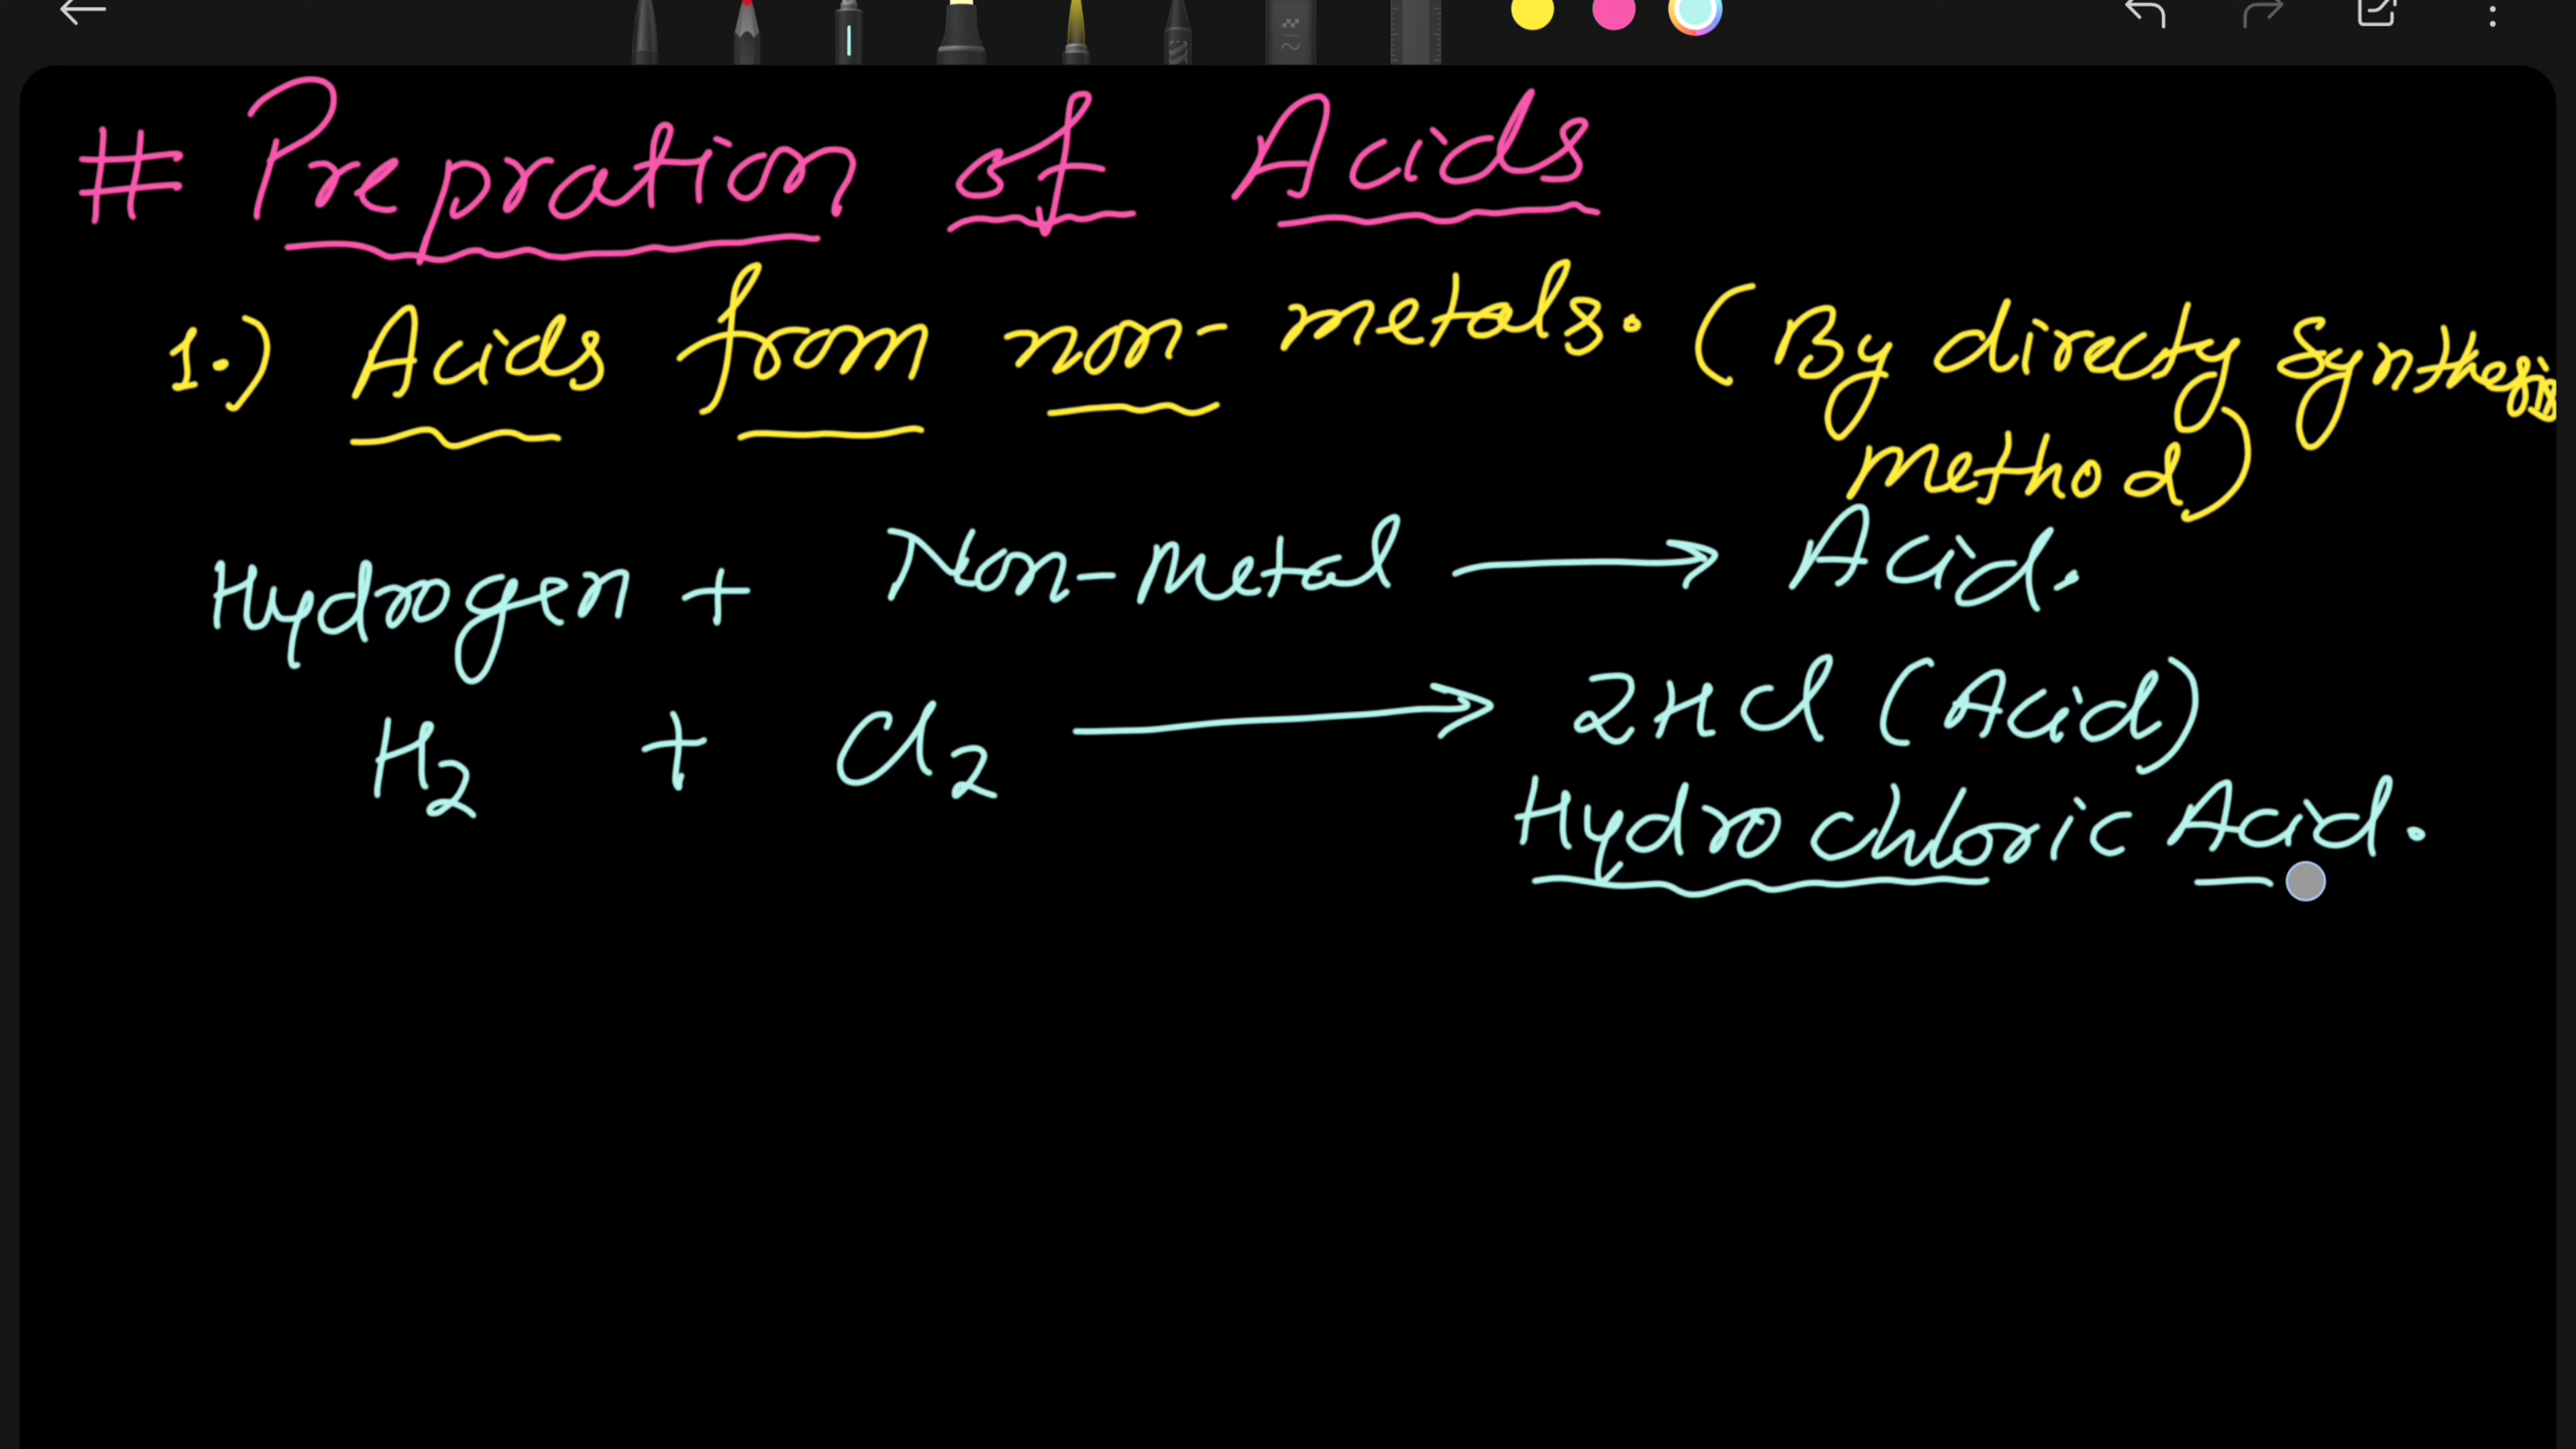 # Prepration of Acids
1.) Acids from non-metals. (By directy synthesis
method)
Hydrogen + Non-Metal → Acid.
H₂ + Cl₂ → 2HCl (Acid)
Hydrochloric Acid.